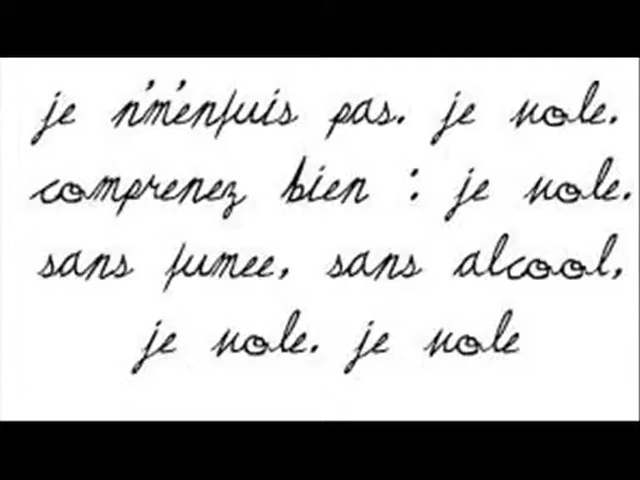 je n'm'enfuis pas. je vole.
comprenez bien : je vole.
sans fumee, sans alcool,
je vole. je vole